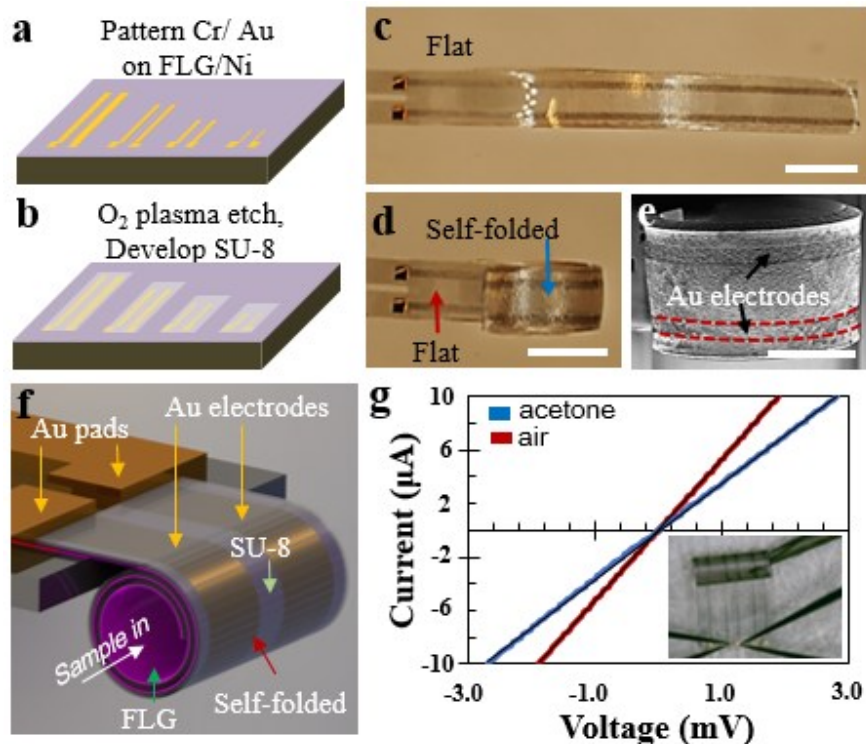 a
Pattern Cr/ Au
on FLG/Ni
b
O₂ plasma etch,
Develop SU-8
c
Flat
d
Self-folded
Flat
e
Au electrodes
f
Au electrodes
Au pads
SU-8
Sample in
FLG
Self-folded
g
acetone
air
10
6
2
-2
-6
-10
Current (μA)
-3.0
-1.0
1.0
3.0
Voltage (mV)